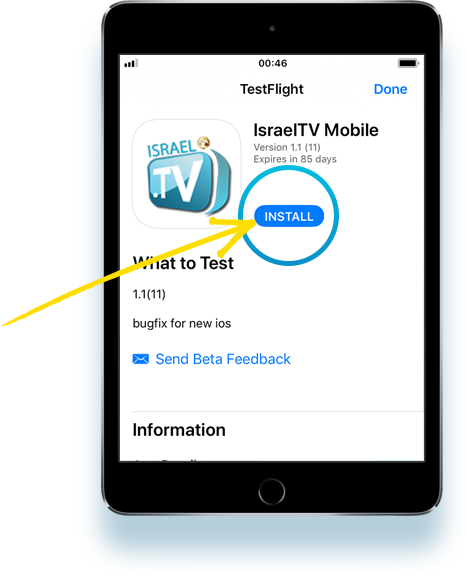 00:46
TestFlight
Done
ISRAEL
.TV
IsraelTV Mobile
Version 1.1 (11)
Expires in 85 days
INSTALL
What to Test
1.1(11)
bugfix for new ios
Send Beta Feedback
Information